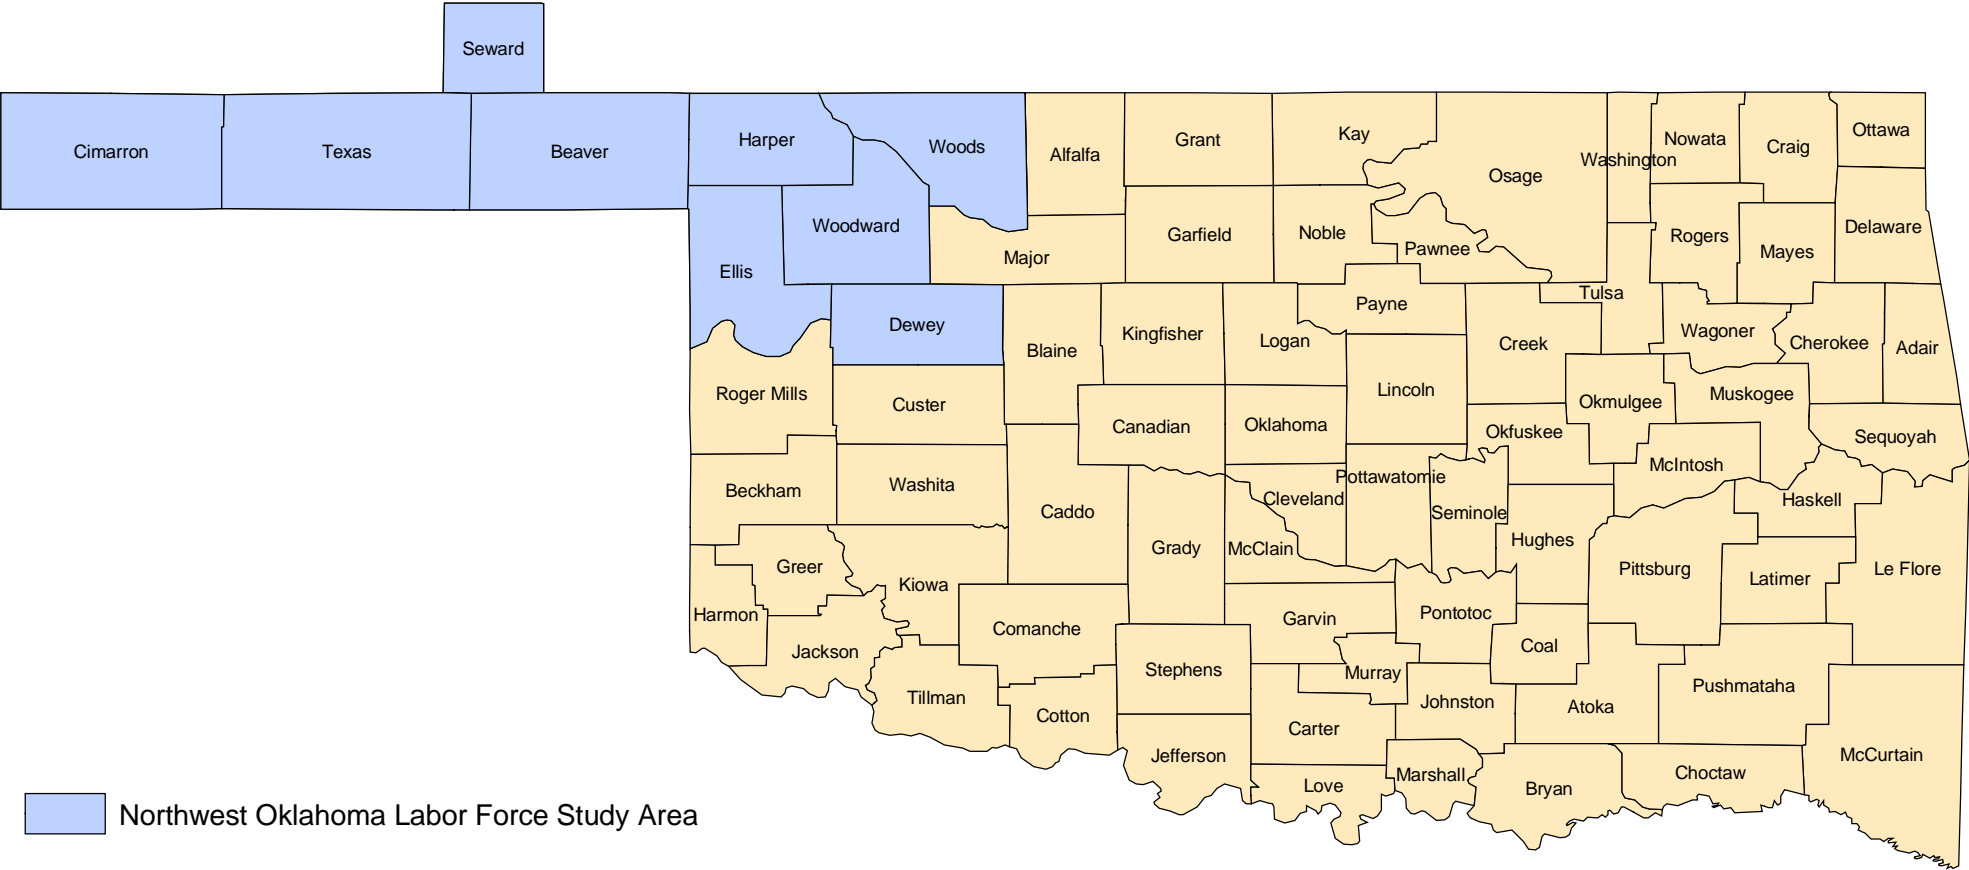 Seward
Cimarron
Texas
Beaver
Harper
Woods
Alfalfa
Grant
Kay
Osage
Washington
Nowata
Craig
Ottawa
Woodward
Ellis
Major
Garfield
Noble
Pawnee
Rogers
Mayes
Delaware
Dewey
Blaine
Kingfisher
Logan
Payne
Creek
Tulsa
Wagoner
Cherokee
Adair
Roger Mills
Custer
Canadian
Oklahoma
Lincoln
Okmulgee
Muskogee
Okfuskee
Sequoyah
Beckham
Washita
Caddo
Grady
McClain
Cleveland
Pottawatomie
Seminole
Hughes
McIntosh
Haskell
Greer
Kiowa
Pittsburg
Latimer
Le Flore
Harmon
Jackson
Comanche
Garvin
Pontotoc
Coal
Tillman
Cotton
Stephens
Murray
Johnston
Atoka
Pushmataha
Carter
Jefferson
Love
Marshall
Bryan
Choctaw
McCurtain
Northwest Oklahoma Labor Force Study Area